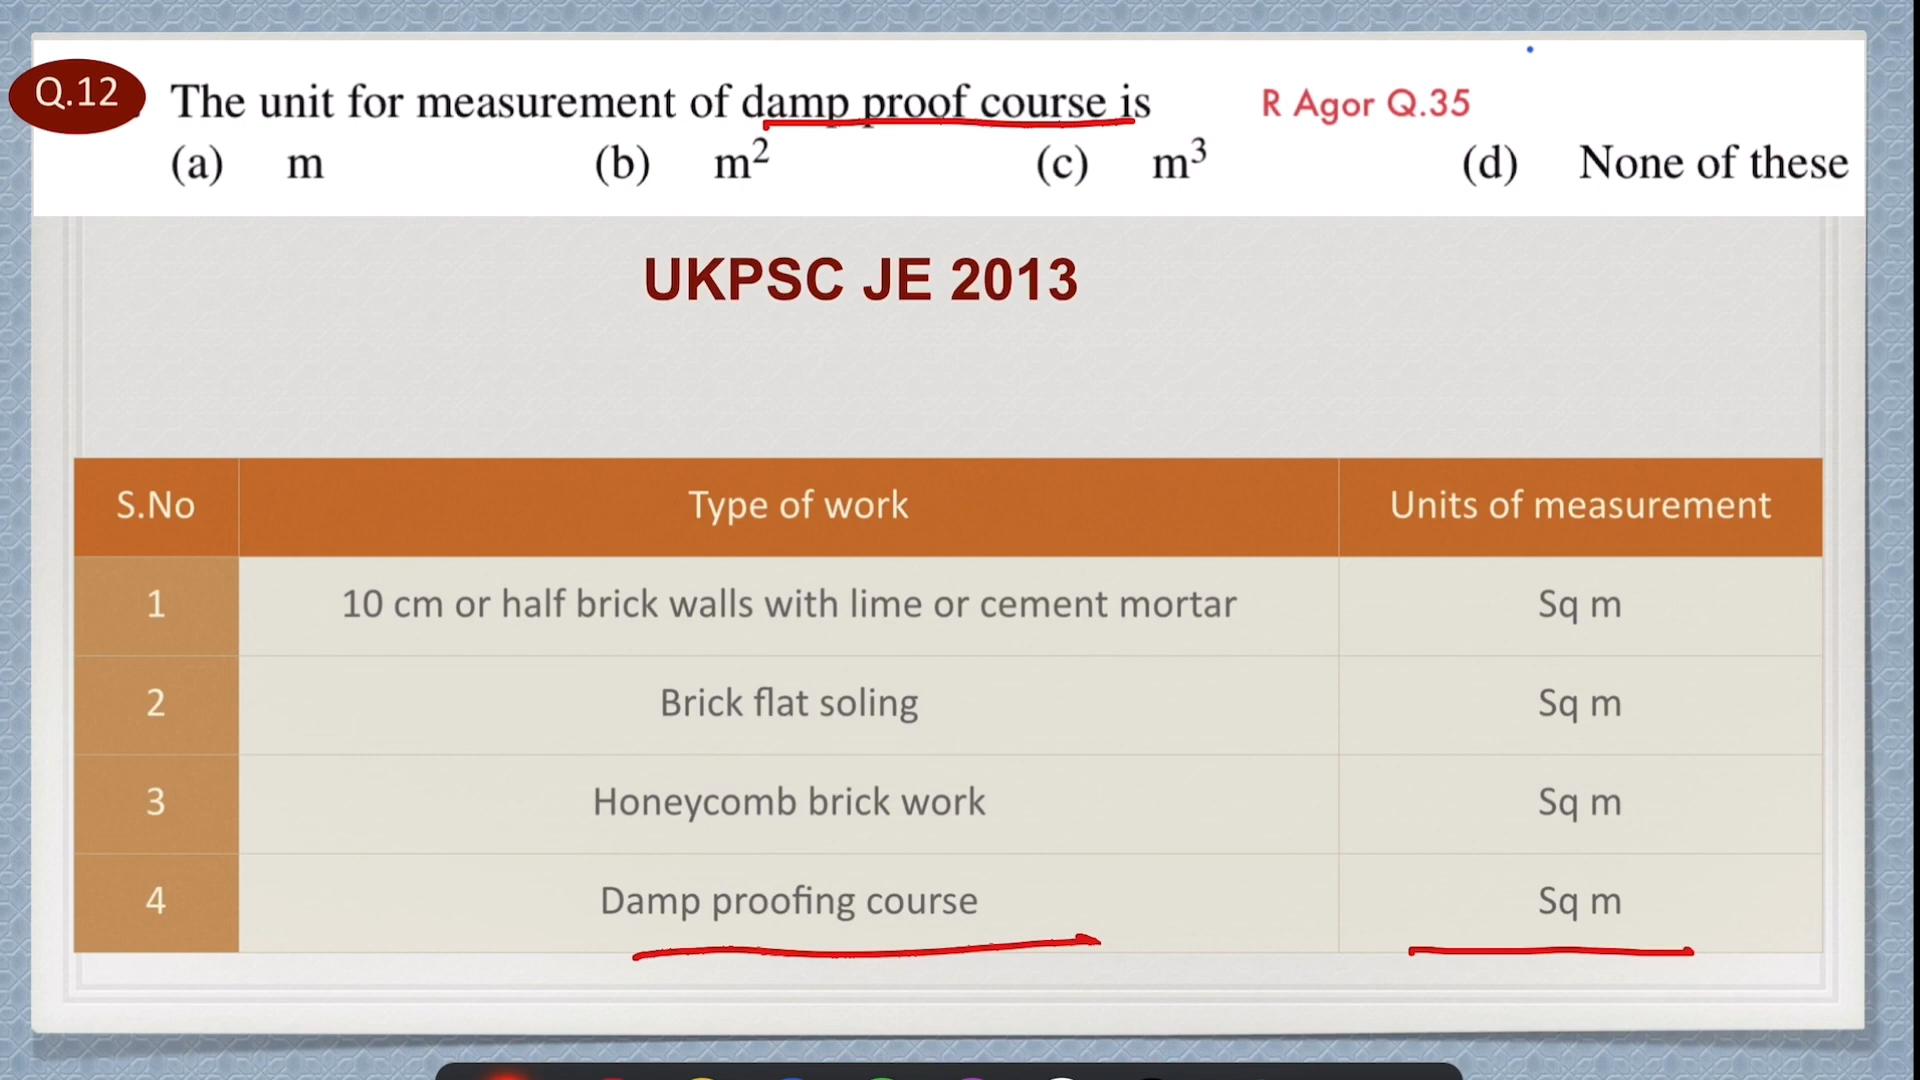 Q.12 The unit for measurement of damp proof course is R Agor Q.35
(a) m (b) m² (c) m³ (d) None of these
UKPSC JE 2013
S.No Type of work Units of measurement
1 10 cm or half brick walls with lime or cement mortar Sq m
2 Brick flat soling Sq m
3 Honeycomb brick work Sq m
4 Damp proofing course Sq m